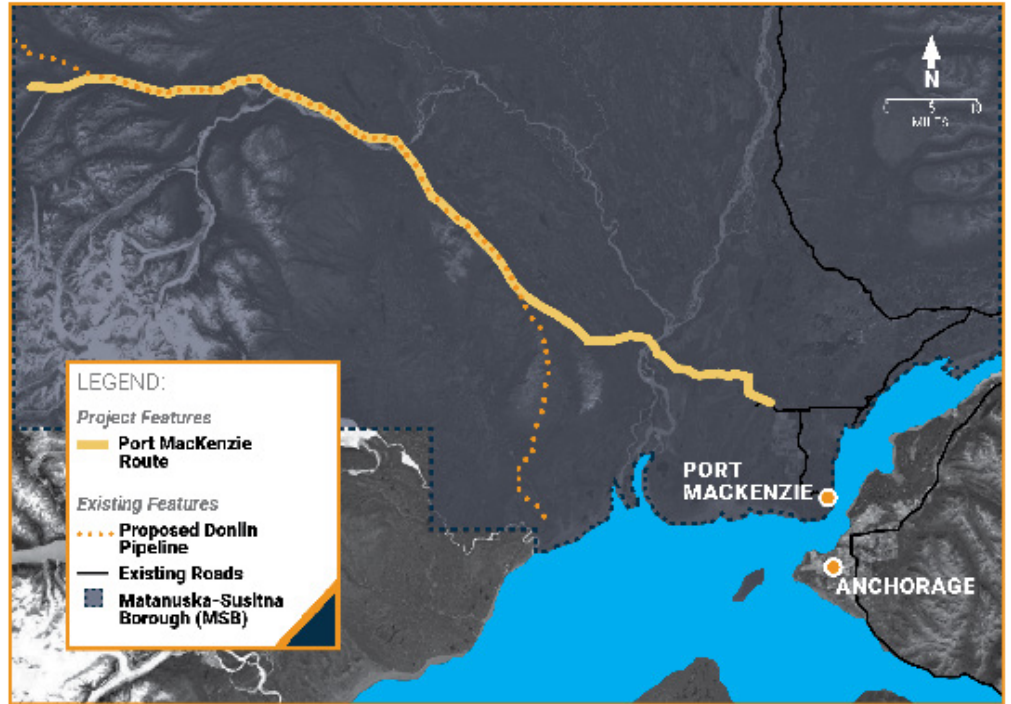 N
0 5 10
MILES
PORT
MACKENZIE
ANCHORAGE
LEGEND:
Project Features
Port MacKenzie
Route
Existing Features
Proposed Donlin
Pipeline
Existing Roads
Matanuska-Susitna
Borough (MSB)